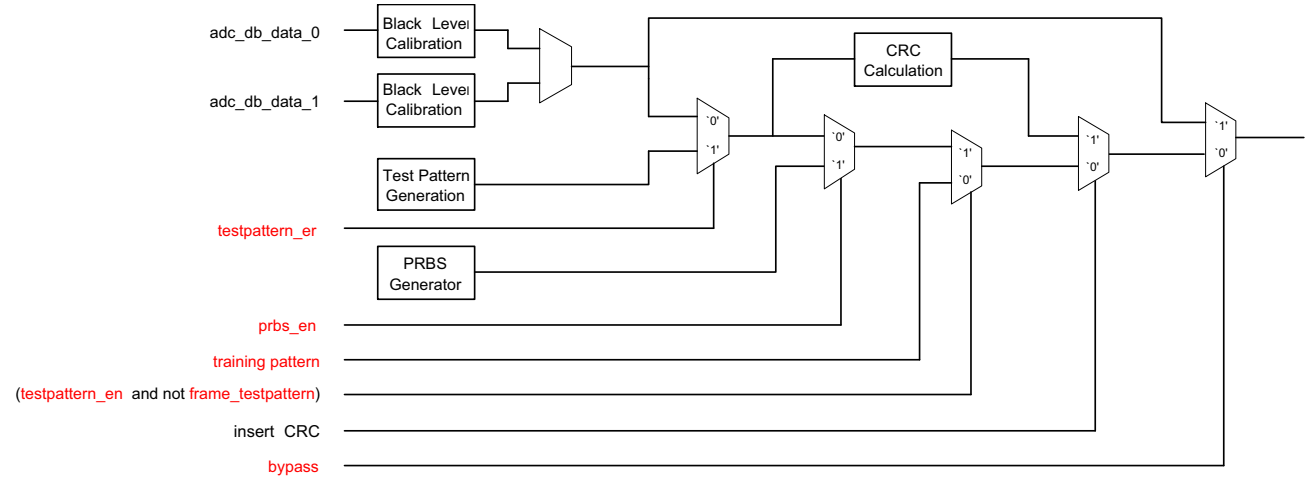 adc_db_data_0
Black Level
Calibration
CRC
Calculation
adc_db_data_1
Black Level
Calibration
`0'
`1'
`0'
`1'
`1'
`0'
`1'
`0'
`1'
`0'
Test Pattern
Generation
testpattern_er
PRBS
Generator
prbs_en
training pattern
(testpattern_en and not frame_testpattern)
insert CRC
bypass